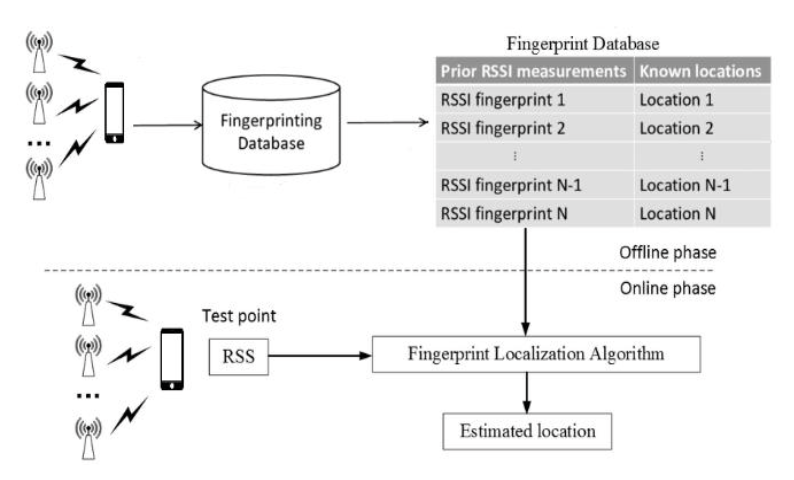 Fingerprint Database
Prior RSSI measurements Known locations
RSSI fingerprint 1 Location 1
RSSI fingerprint 2 Location 2
⋮ ⋮
RSSI fingerprint N-1 Location N-1
RSSI fingerprint N Location N
Fingerprinting
Database
...
Offline phase
Online phase
Test point
RSS
Fingerprint Localization Algorithm
...
Estimated location